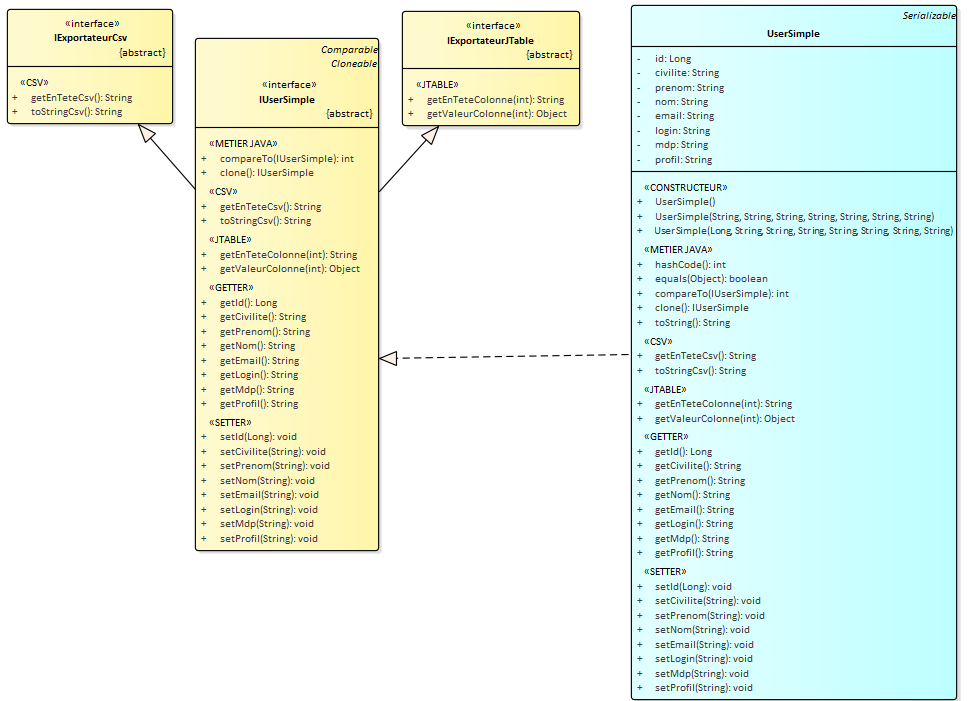 «interface»
IExportateurCsv
{abstract}
«CSV»
+ getEnTeteCsv(): String
+ toStringCsv(): String
Comparable
Cloneable
«interface»
IUserSimple
{abstract}
«METIER JAVA»
+ compareTo(IUserSimple): int
+ clone(): IUserSimple
«CSV»
+ getEnTeteCsv(): String
+ toStringCsv(): String
«JTABLE»
+ getEnTeteColonne(int): String
+ getValeurColonne(int): Object
«GETTER»
+ getId(): Long
+ getCivilite(): String
+ getPrenom(): String
+ getNom(): String
+ getEmail(): String
+ getLogin(): String
+ getMdp(): String
+ getProfil(): String
«SETTER»
+ setId(Long): void
+ setCivilite(String): void
+ setPrenom(String): void
+ setNom(String): void
+ setEmail(String): void
+ setLogin(String): void
+ setMdp(String): void
+ setProfil(String): void
«interface»
IExportateurJTable
{abstract}
«JTABLE»
+ getEnTeteColonne(int): String
+ getValeurColonne(int): Object
Serializable
UserSimple
- id: Long
- civilite: String
- prenom: String
- nom: String
- email: String
- login: String
- mdp: String
- profil: String
«CONSTRUCTEUR»
+ UserSimple()
+ UserSimple(String, String, String, String, String, String, String)
+ UserSimple(Long, String, String, String, String, String, String, String)
«METIER JAVA»
+ hashCode(): int
+ equals(Object): boolean
+ compareTo(IUserSimple): int
+ clone(): IUserSimple
+ toString(): String
«CSV»
+ getEnTeteCsv(): String
+ toStringCsv(): String
«JTABLE»
+ getEnTeteColonne(int): String
+ getValeurColonne(int): Object
«GETTER»
+ getId(): Long
+ getCivilite(): String
+ getPrenom(): String
+ getNom(): String
+ getEmail(): String
+ getLogin(): String
+ getMdp(): String
+ getProfil(): String
«SETTER»
+ setId(Long): void
+ setCivilite(String): void
+ setPrenom(String): void
+ setNom(String): void
+ setEmail(String): void
+ setLogin(String): void
+ setMdp(String): void
+ setProfil(String): void